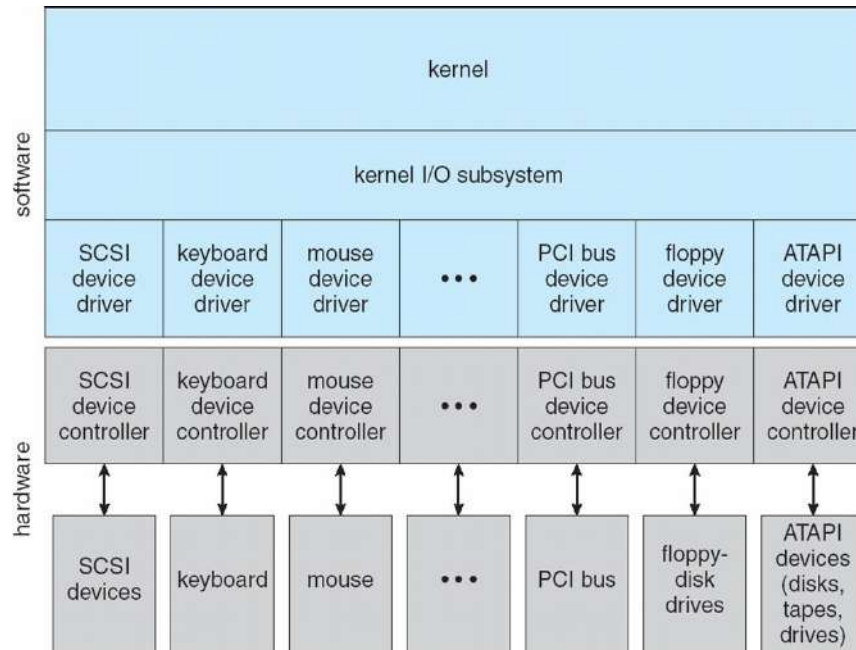 kernel
kernel I/O subsystem
software
SCSI
device
driver
keyboard
device
driver
mouse
device
driver
•••
PCI bus
device
driver
floppy
device
driver
ATAPI
device
driver
hardware
SCSI
device
controller
keyboard
device
controller
mouse
device
controller
•••
PCI bus
device
controller
floppy
device
controller
ATAPI
device
controller
SCSI
devices
keyboard
mouse
•••
PCI bus
floppy-
disk
drives
ATAPI
devices
(disks,
tapes,
drives)